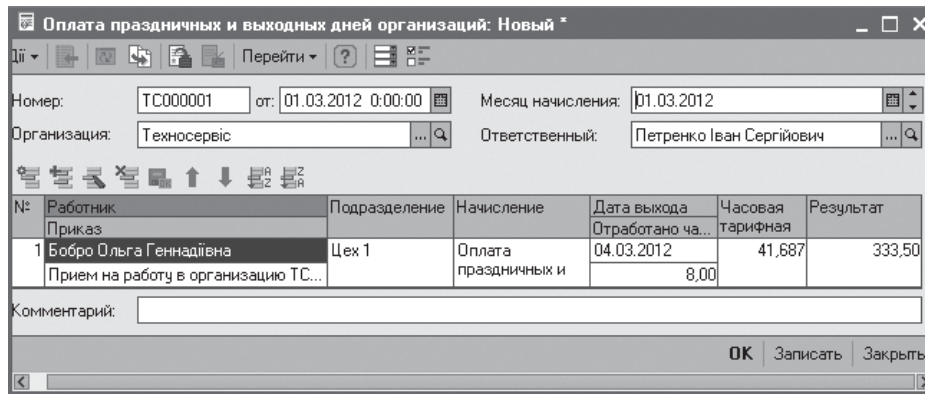 Оплата праздничных и выходных дней организаций: Новый *
Дії Перейти ?
Номер: ТС000001 от: 01.03.2012 0:00:00 Месяц начисления: 01.03.2012
Организация: Техносервіс ... Ответственный: Петренко Іван Сергійович ...
№ Работник Подразделение Начисление Дата выхода Часовая Результат
Приказ Отработано ча... тарифная
1 Бобро Ольга Геннадіївна Цех 1 Оплата 04.03.2012 41,687 333,50
Прием на работу в организацию ТС... праздничных и 8,00
Комментарий:
OK Записать Закрыть